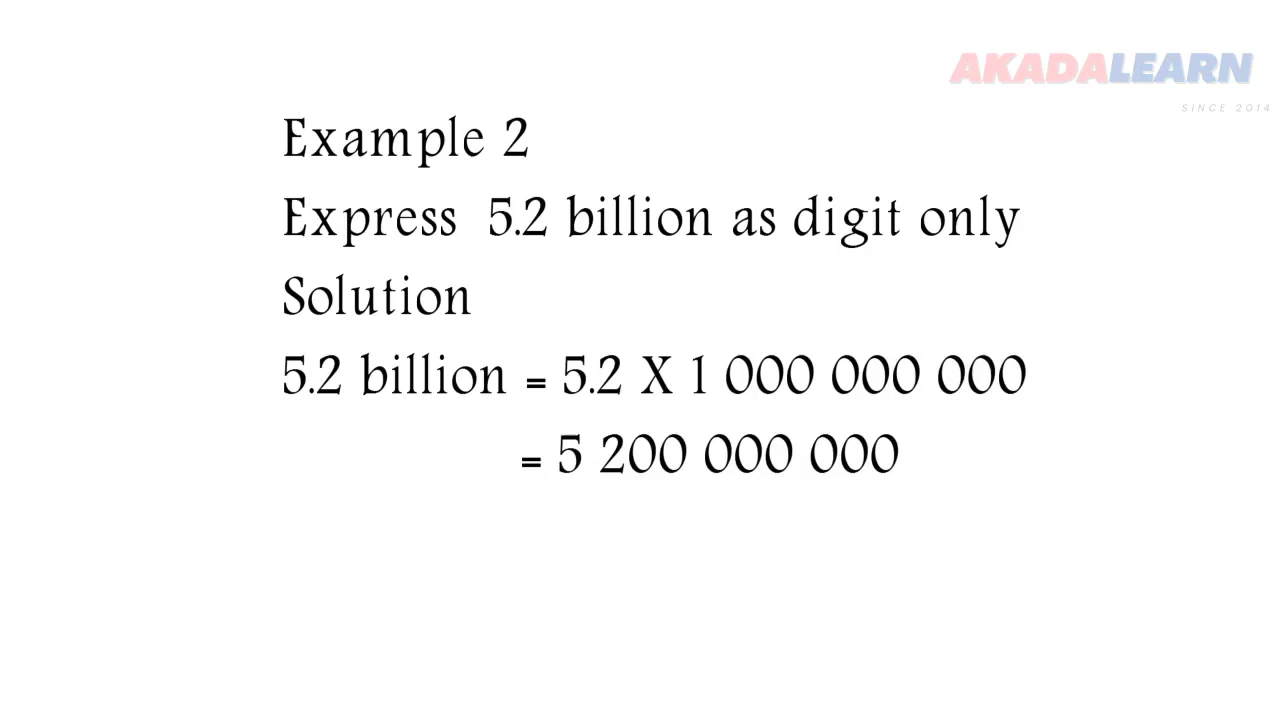 AKADALEARN
SINCE 2014
Example 2
Express 5.2 billion as digit only
Solution
5.2 billion = 5.2 X 1 000 000 000
= 5 200 000 000